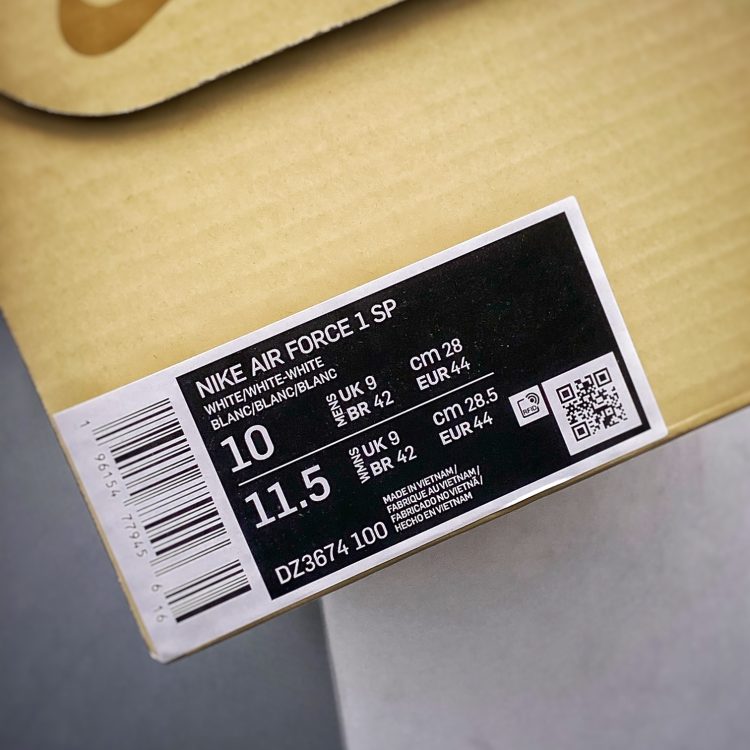 NIKE AIR FORCE 1 SP
WHITE/WHITE-WHITE
BLANC/BLANC/BLANC
10 MENS UK 9 cm 28
BR 42 EUR 44
11.5 WMNS UK 9 cm 28.5
BR 42 EUR 44
RFID
MADE IN VIETNAM/
FABRIQUE AU VIETNAM/
FABRICADO NO VIETNÃ/
HECHO EN VIETNAM
DZ3674 100
1 96154 77945 6 16